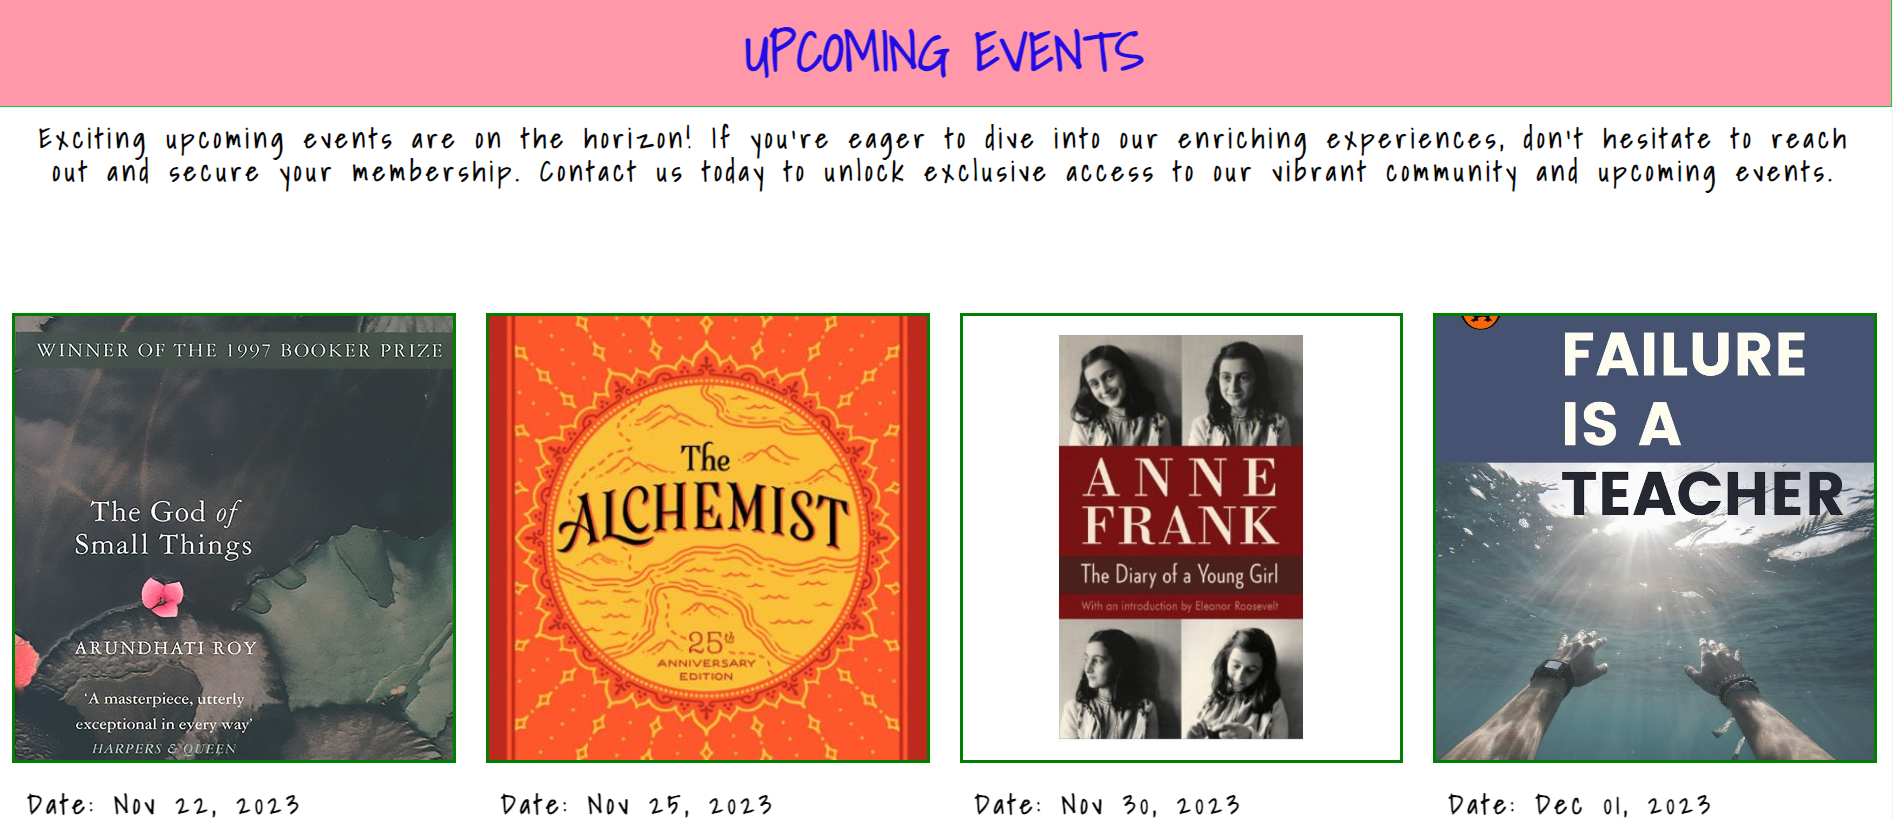 UPCOMING EVENTS
Exciting upcoming events are on the horizon! If you're eager to dive into our enriching experiences, don't hesitate to reach
out and secure your membership. Contact us today to unlock exclusive access to our vibrant community and upcoming events.
WINNER OF THE 1997 BOOKER PRIZE
The God of
Small Things
ARUNDHATI ROY
'A masterpiece, utterly
exceptional in every way'
HARPERS & QUEEN
Date: Nov 22, 2023
The
ALCHEMIST
25th
ANNIVERSARY
EDITION
Date: Nov 25, 2023
ANNE
FRANK
The Diary of a Young Girl
With an introduction by Eleanor Roosevelt
Date: Nov 30, 2023
FAILURE
IS A
TEACHER
Date: Dec 01, 2023